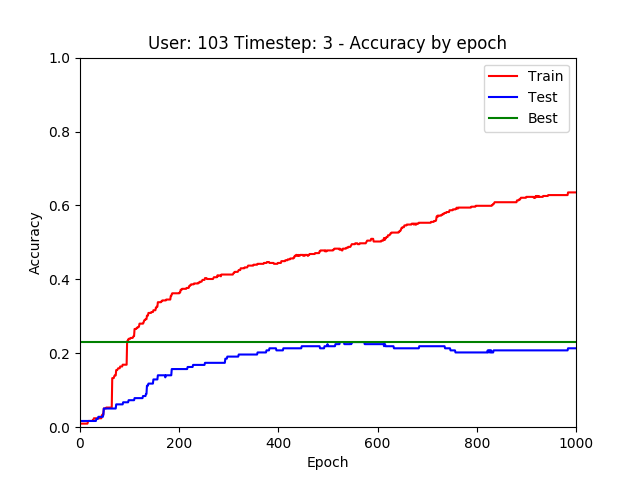 User: 103 Timestep: 3 - Accuracy by epoch
1.0
0.8
0.6
0.4
0.2
0.0
Accuracy
Train
Test
Best
0 200 400 600 800 1000
Epoch